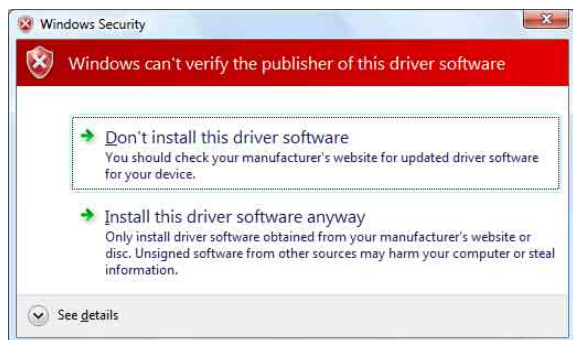 Windows Security
Windows can't verify the publisher of this driver software
Don't install this driver software
You should check your manufacturer's website for updated driver software
for your device.
Install this driver software anyway
Only install driver software obtained from your manufacturer's website or
disc. Unsigned software from other sources may harm your computer or steal
information.
See details